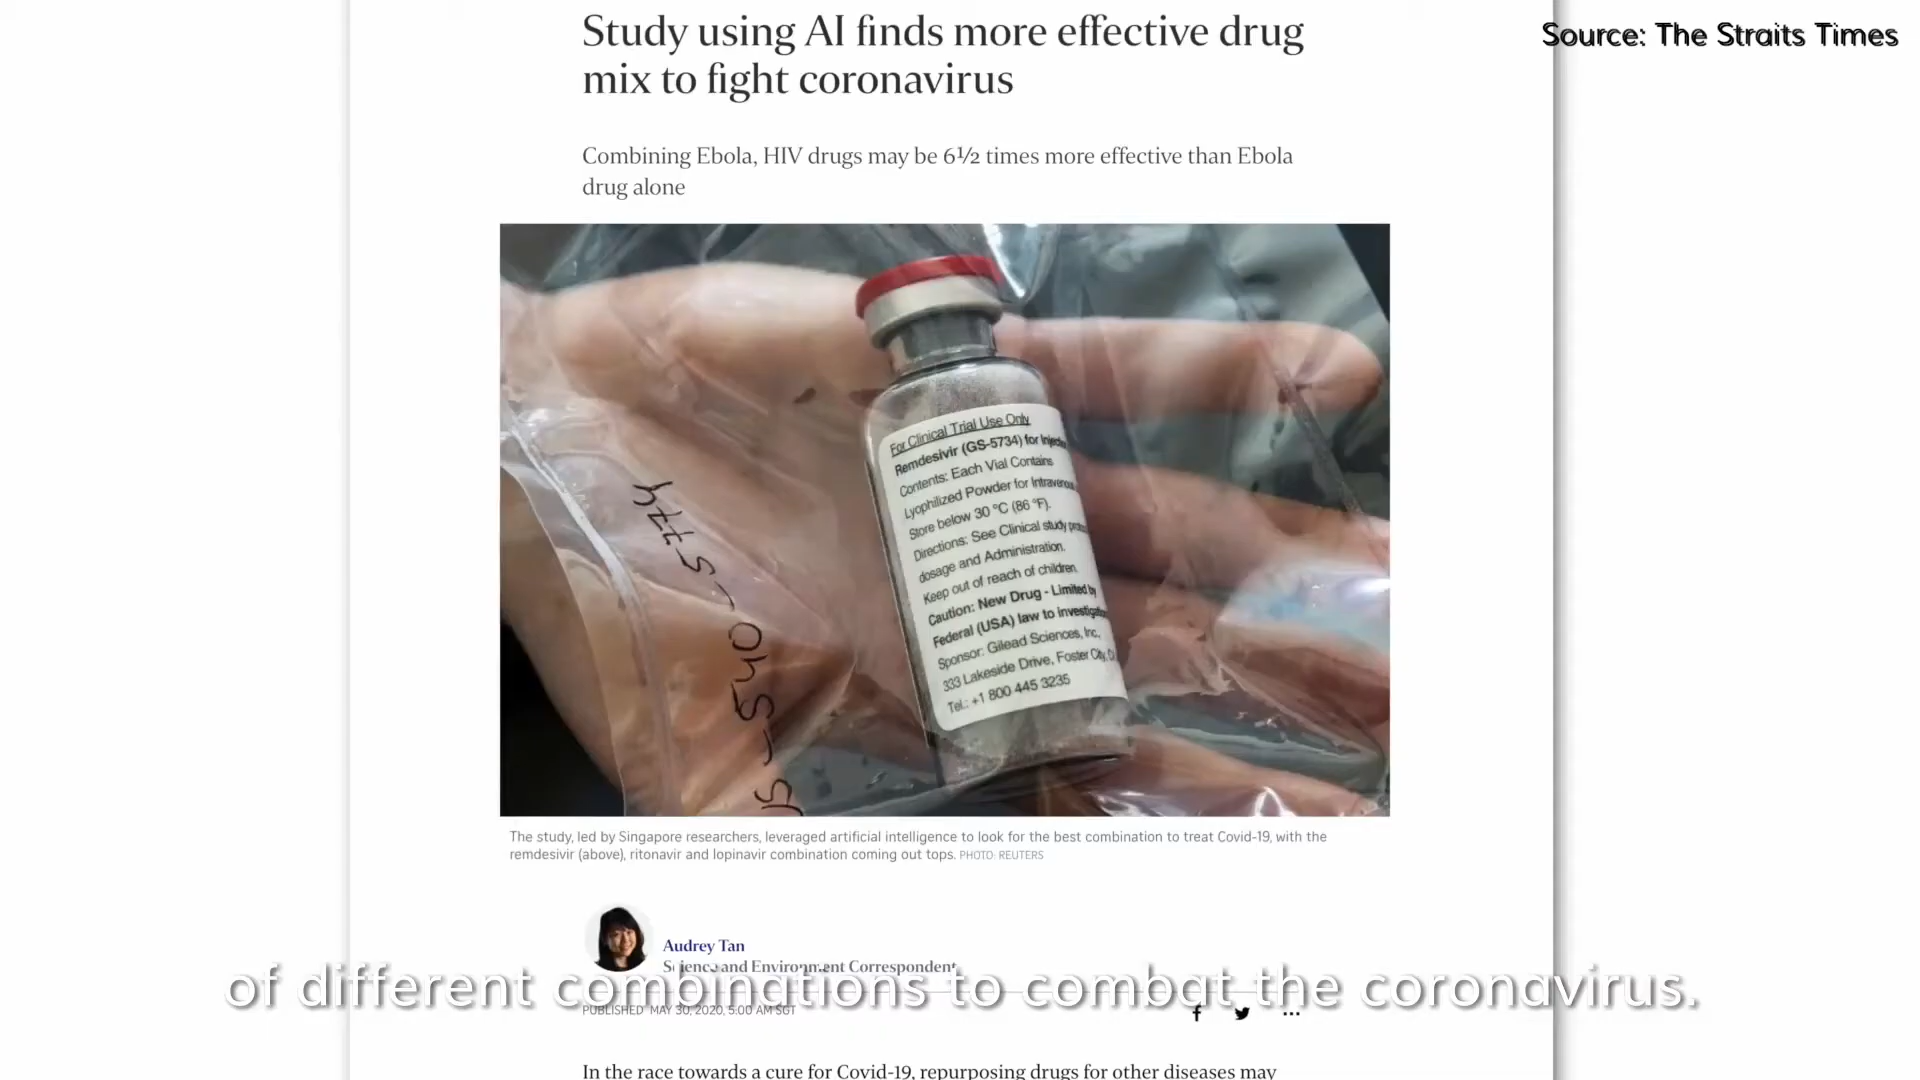 Study using AI finds more effective drug
mix to fight coronavirus
Source: The Straits Times
Combining Ebola, HIV drugs may be 6½ times more effective than Ebola
drug alone
For Clinical Trial Use Only
Remdesivir (GS-5734) for
Contents: Each Vial Contains
Lyophilized Powder for
Store below 30 °C (86 °F).
Directions: See Clinical study
dosage and Administration.
Keep out of reach of children.
Caution: New Drug - Limited by
Federal (USA) law to
Sponsor: Gilead Sciences, Inc.,
333 Lakeside Drive, Foster City,
Tel.: +1 800 445 3235
The study, led by Singapore researchers, leveraged artificial intelligence to look for the best combination to treat Covid-19, with the
remdesivir (above), ritonavir and lopinavir combination coming out tops. PHOTO: REUTERS
Audrey Tan
Science and Environment Correspondent
of different combinations to combat the coronavirus.
PUBLISHED MAY 30, 2020, 5:00 AM SGT
In the race towards a cure for Covid-19, repurposing drugs for other diseases may